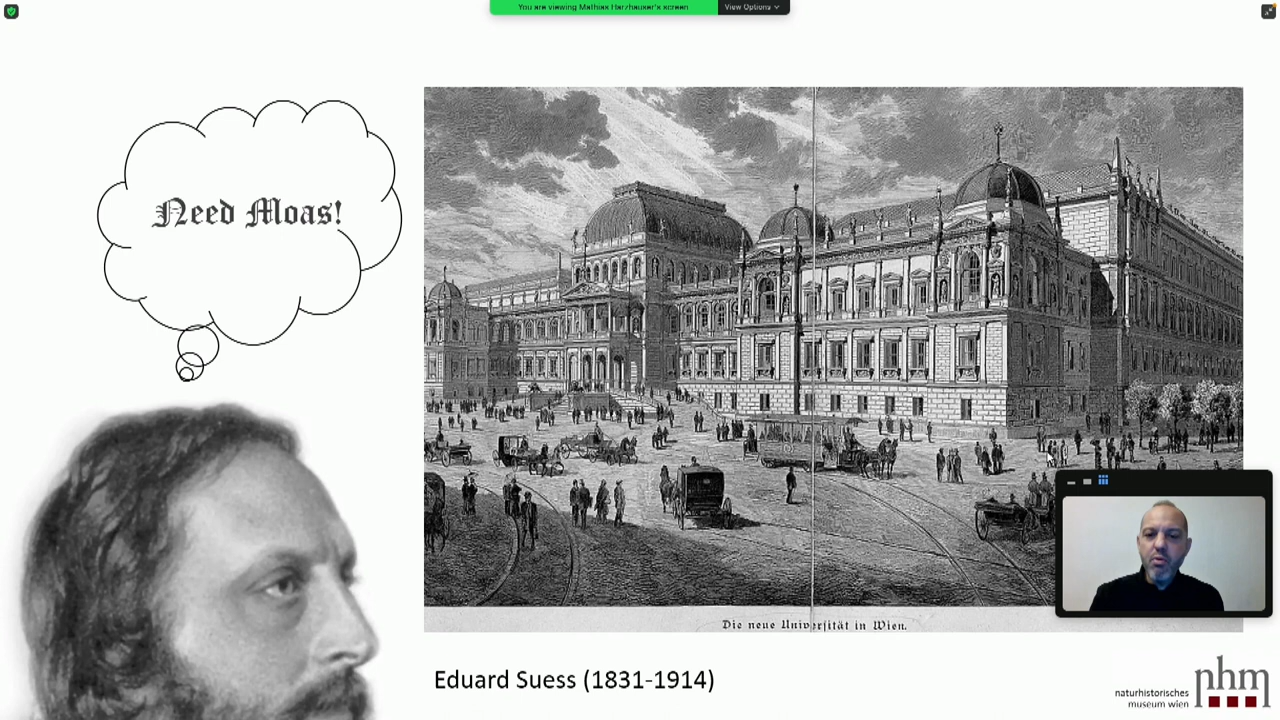 You are viewing Mathias Harzhauser's screen
View Options
Need Moas!
Die neue Universität in Wien.
Eduard Suess (1831-1914)
naturhistorisches
museum wien
nhm